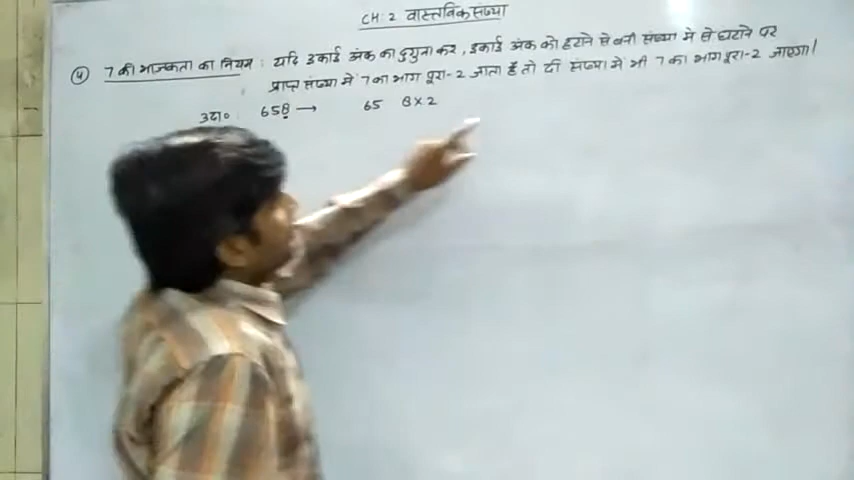 CH 2 वास्तविक संख्या
④ 7 की भाज्यता का नियम : यदि इकाई अंक का दुगुना कर, इकाई अंक को हटाने से बनी संख्या में से घटाने पर
प्राप्त संख्या में 7 का भाग पूरा-2 जाता है तो दी संख्या में भी 7 का भाग पूरा-2 जाएगा।
उदा० 658 → 65 8×2